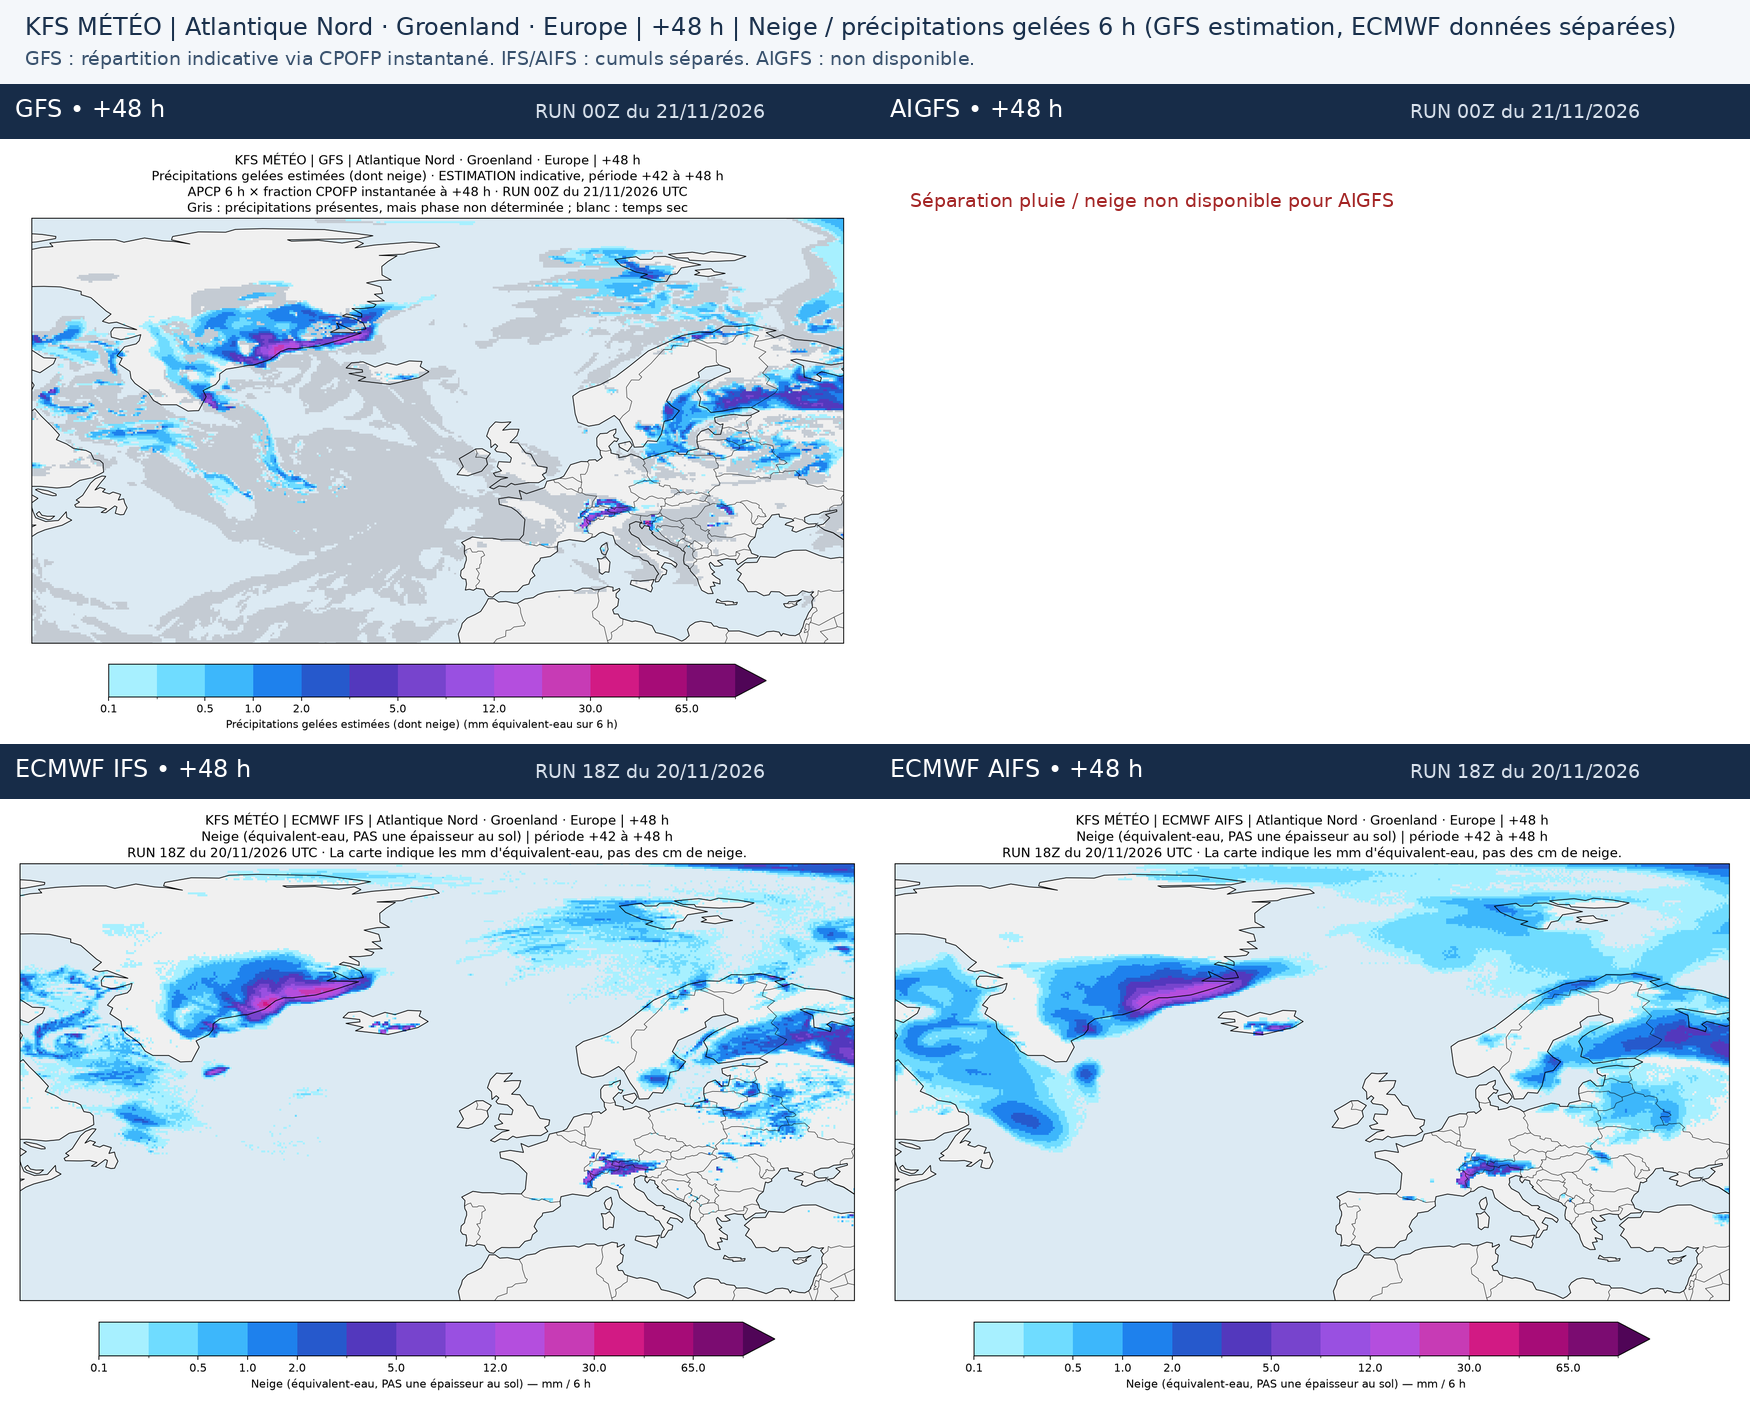 KFS MÉTÉO | Atlantique Nord · Groenland · Europe | +48 h | Neige / précipitations gelées 6 h (GFS estimation, ECMWF données séparées)
GFS : répartition indicative via CPOFP instantané. IFS/AIFS : cumuls séparés. AIGFS : non disponible.
GFS • +48 h
RUN 00Z du 21/11/2026
KFS MÉTÉO | GFS | Atlantique Nord · Groenland · Europe | +48 h
Précipitations gelées estimées (dont neige) · ESTIMATION indicative, période +42 à +48 h
APCP 6 h × fraction CPOFP instantanée à +48 h · RUN 00Z du 21/11/2026 UTC
Gris : précipitations présentes, mais phase non déterminée ; blanc : temps sec
0.1 0.5 1.0 2.0 5.0 12.0 30.0 65.0
Précipitations gelées estimées (dont neige) (mm équivalent-eau sur 6 h)
AIGFS • +48 h
RUN 00Z du 21/11/2026
Séparation pluie / neige non disponible pour AIGFS
ECMWF IFS • +48 h
RUN 18Z du 20/11/2026
KFS MÉTÉO | ECMWF IFS | Atlantique Nord · Groenland · Europe | +48 h
Neige (équivalent-eau, PAS une épaisseur au sol) | période +42 à +48 h
RUN 18Z du 20/11/2026 UTC · La carte indique les mm d'équivalent-eau, pas des cm de neige.
0.1 0.5 1.0 2.0 5.0 12.0 30.0 65.0
Neige (équivalent-eau, PAS une épaisseur au sol) — mm / 6 h
ECMWF AIFS • +48 h
RUN 18Z du 20/11/2026
KFS MÉTÉO | ECMWF AIFS | Atlantique Nord · Groenland · Europe | +48 h
Neige (équivalent-eau, PAS une épaisseur au sol) | période +42 à +48 h
RUN 18Z du 20/11/2026 UTC · La carte indique les mm d'équivalent-eau, pas des cm de neige.
0.1 0.5 1.0 2.0 5.0 12.0 30.0 65.0
Neige (équivalent-eau, PAS une épaisseur au sol) — mm / 6 h